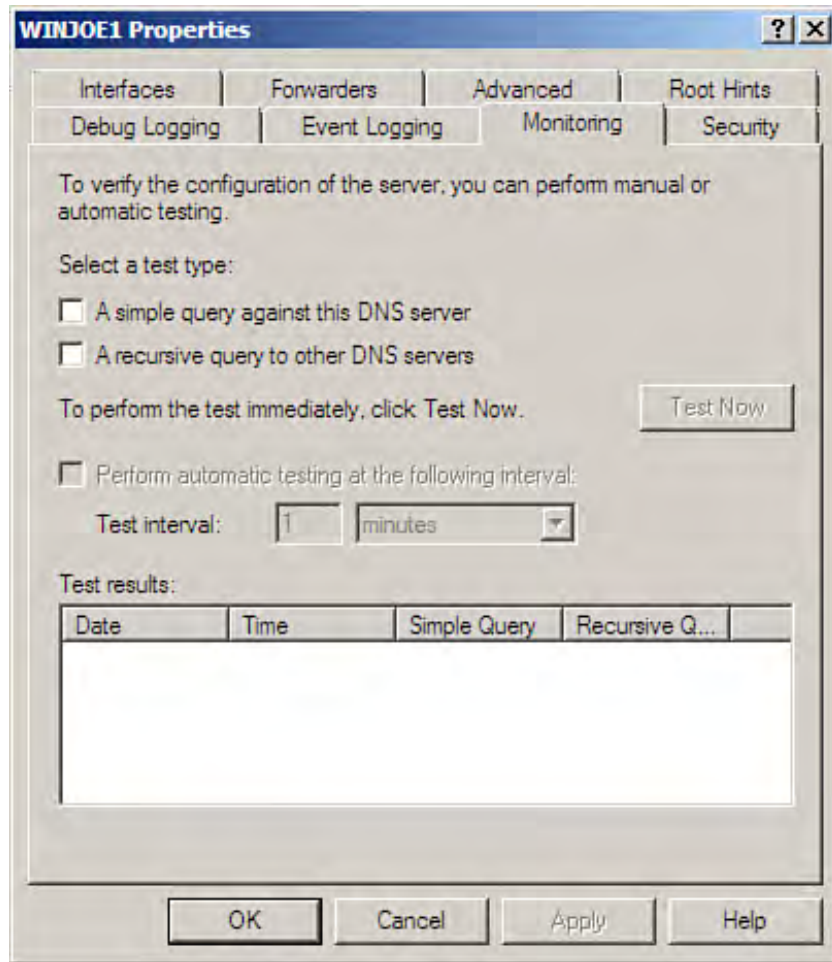 WINJOE1 Properties
Interfaces Forwarders Advanced Root Hints
Debug Logging Event Logging Monitoring Security
To verify the configuration of the server, you can perform manual or
automatic testing.
Select a test type:
A simple query against this DNS server
A recursive query to other DNS servers
To perform the test immediately, click Test Now. Test Now
Perform automatic testing at the following interval:
Test interval: 1 minutes
Test results:
Date Time Simple Query Recursive Q...
OK Cancel Apply Help